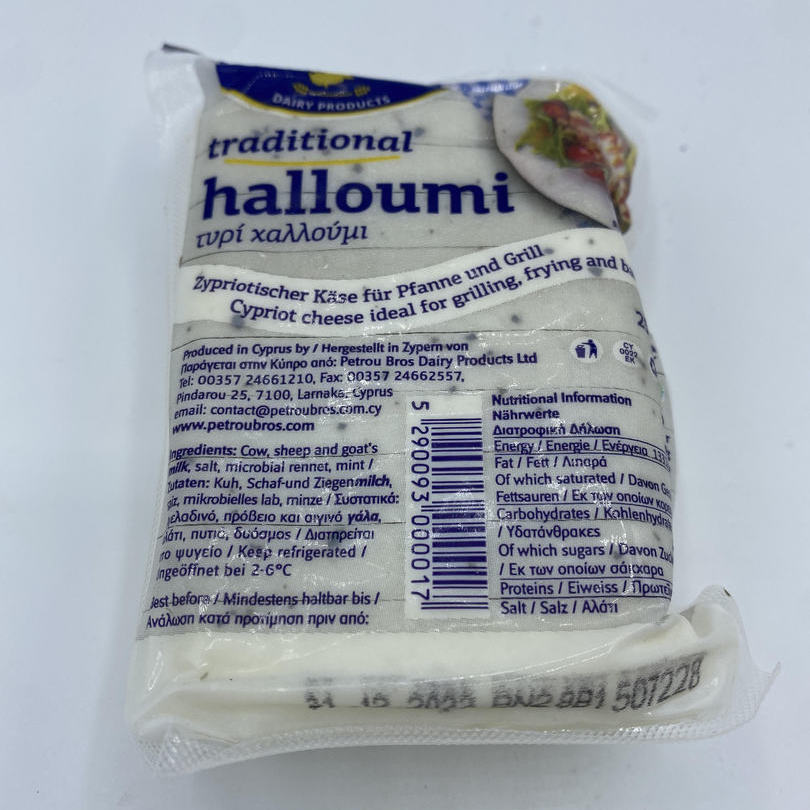 DAIRY PRODUCTS
traditional
halloumi
τυρί χαλλούμι
Zypriotischer Käse für Pfanne und Grill
Cypriot cheese ideal for grilling, frying and
Produced in Cyprus by / Hergestellt in Zypern von
Παράγεται στην Κύπρο από: Petrou Bros Dairy Products Ltd
Tel: 00357 24661210, Fax: 00357 24662557,
Pindarou 25, 7100, Larnaka, Cyprus
email: contact@petroubros.com.cy
www.petroubros.com
CY
0092
EK
Ingredients: Cow, sheep and goat's
milk, salt, microbial rennet, mint /
Zutaten: Kuh, Schaf-und Ziegenmilch,
mikrobielles lab, minze / Συστατικά:
πρόβειο και αιγινό γάλα,
πυτιά, δυόσμος / Διατηρείται
ψυγείο / Keep refrigerated /
Ungeöffnet bei 2-6°C
Best before / Mindestens haltbar bis /
Ανάλωση κατά προτίμηση πριν από:
5 290093 000017
Nutritional Information
Nährwerte
Διατροφική Δήλωση
Energy / Energie / Ενέργεια
Fat / Fett / Λιπαρά
Of which saturated / Davon
Fettsauren / Εκ των οποίων
Carbohydrates /
/ Υδατάνθρακες
Of which sugars / Davon
/ Εκ των οποίων σάκχαρα
Proteins / Eiweiss /
Salt / Salz / Αλάτι
507228